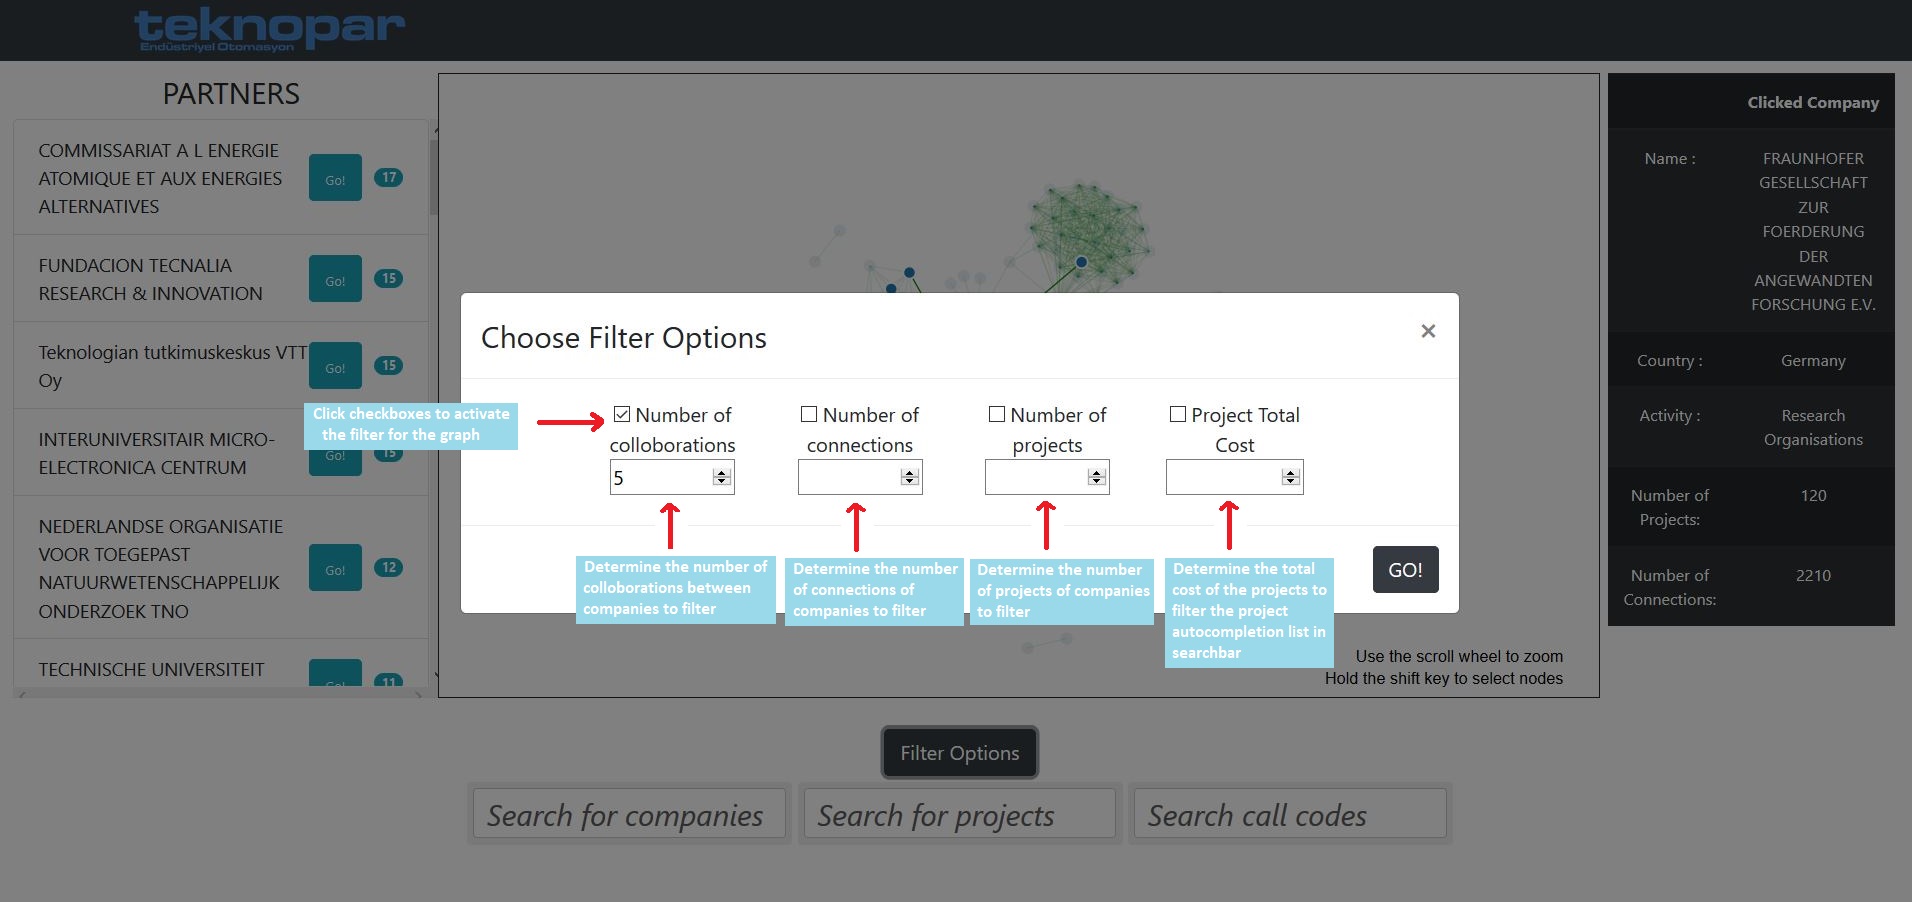 teknopar
Endüstriyel Otomasyon
PARTNERS
COMMISSARIAT A L ENERGIE
ATOMIQUE ET AUX ENERGIES
ALTERNATIVES
Go!
17
FUNDACION TECNALIA
RESEARCH & INNOVATION
Go!
15
Teknologian tutkimuskeskus VTT
Oy
Go!
15
INTERUNIVERSITAIR MICRO-
ELECTRONICA CENTRUM
Go!
15
NEDERLANDSE ORGANISATIE
VOOR TOEGEPAST
NATUURWETENSCHAPPELIJK
ONDERZOEK TNO
Go!
12
TECHNISCHE UNIVERSITEIT
Go!
11
Click checkboxes to activate
the filter for the graph
Choose Filter Options
×
Number of
colloborations
5
Number of
connections
Number of
projects
Project Total
Cost
Determine the number of
colloborations between
companies to filter
Determine the number
of connections of
companies to filter
Determine the number
of projects of companies
to filter
Determine the total
cost of the projects to
filter the project
autocompletion list in
searchbar
GO!
Use the scroll wheel to zoom
Hold the shift key to select nodes
Clicked Company
Name :
FRAUNHOFER
GESELLSCHAFT
ZUR
FOERDERUNG
DER
ANGEWANDTEN
FORSCHUNG E.V.
Country :
Germany
Activity :
Research
Organisations
Number of
Projects:
120
Number of
Connections:
2210
Filter Options
Search for companies
Search for projects
Search call codes